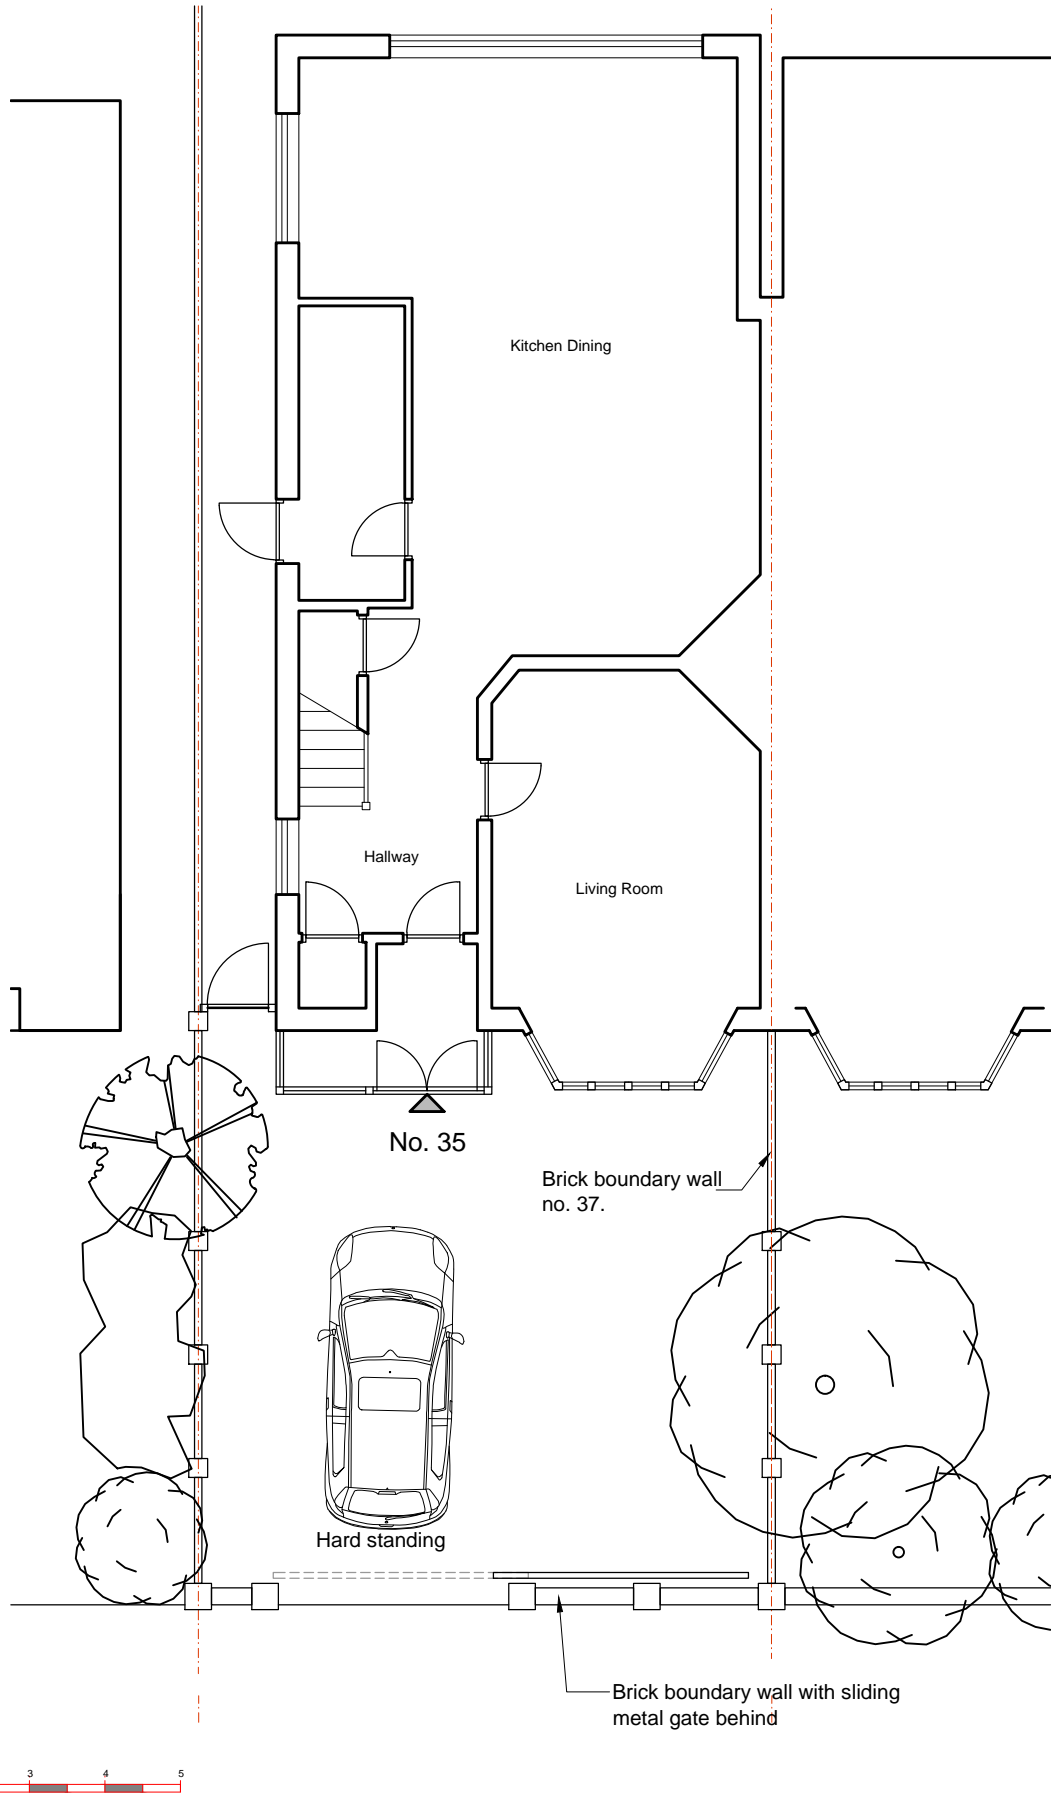 Kitchen Dining
Hallway
Living Room
No. 35
Brick boundary wall
no. 37.
Hard standing
Brick boundary wall with sliding
metal gate behind
3 4 5